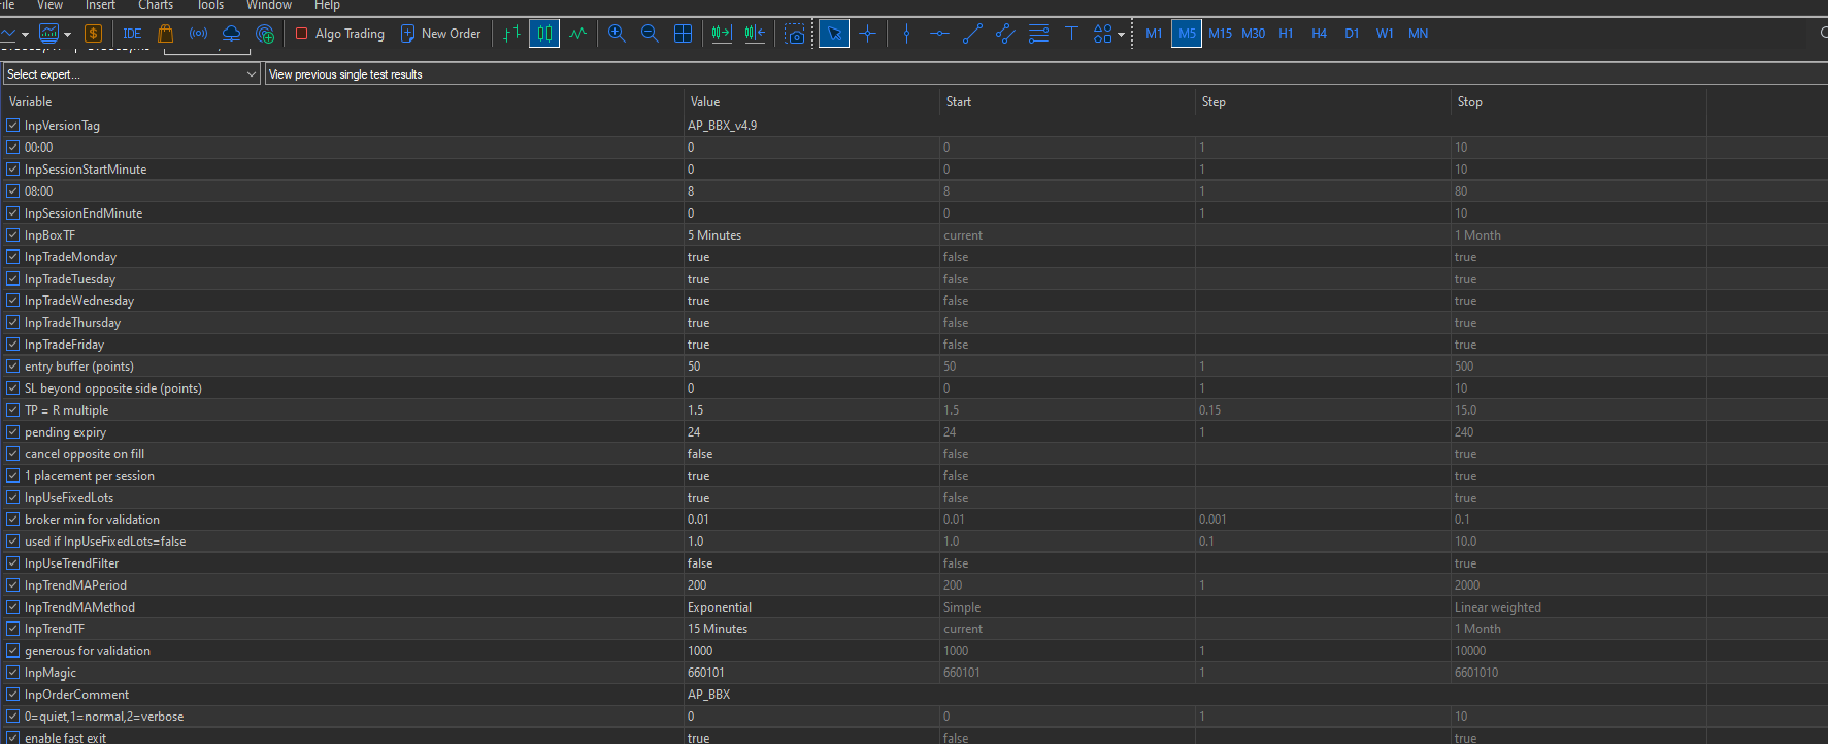 View Insert Charts Tools Window Help
IDE Algo Trading New Order T M1 M5 M15 M30 H1 H4 D1 W1 MN
Select expert... View previous single test results
Variable Value Start Step Stop
InpVersionTag AP_BBX_v4.9
00:00 0 0 1 10
InpSessionStartMinute 0 0 1 10
08:00 8 8 1 80
InpSessionEndMinute 0 0 1 10
InpBoxTF 5 Minutes current 1 Month
InpTradeMonday true false true
InpTradeTuesday true false true
InpTradeWednesday true false true
InpTradeThursday true false true
InpTradeFriday true false true
entry buffer (points) 50 50 1 500
SL beyond opposite side (points) 0 0 1 10
TP = R multiple 1.5 1.5 0.15 15.0
pending expiry 24 24 1 240
cancel opposite on fill false false true
1 placement per session true false true
InpUseFixedLots true false true
broker min for validation 0.01 0.01 0.001 0.1
used if InpUseFixedLots=false 1.0 1.0 0.1 10.0
InpUseTrendFilter false false true
InpTrendMAPeriod 200 200 1 2000
InpTrendMAMethod Exponential Simple Linear weighted
InpTrendTF 15 Minutes current 1 Month
generous for validation 1000 1000 1 10000
InpMagic 660101 660101 1 6601010
InpOrderComment AP_BBX
0=quiet,1=normal,2=verbose 0 0 1 10
enable fast exit true false true